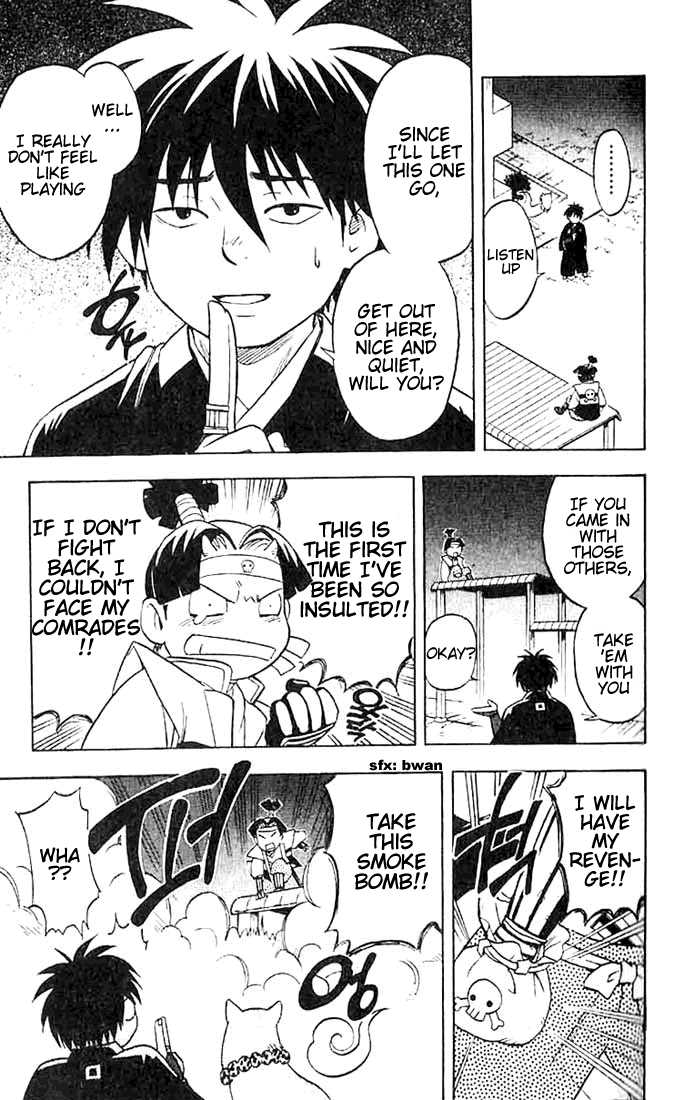 .........
LISTEN
UP
SINCE
I'LL LET
THIS ONE
GO,
GET OUT
OF HERE,
NICE AND
QUIET,
WILL YOU?
WELL
...
I REALLY
DON'T FEEL
LIKE
PLAYING
IF YOU
CAME IN
WITH
THOSE
OTHERS,
TAKE
'EM
WITH
YOU
OKAY?
THIS IS
THE FIRST
TIME I'VE
BEEN SO
INSULTED!!
IF I DON'T
FIGHT
BACK, I
COULDN'T
FACE MY
COMRADES
!!
I WILL
HAVE
MY
REVEN-
GE!!
sfx: bwan
TAKE
THIS
SMOKE
BOMB!!
퍼
엉
WHA
??